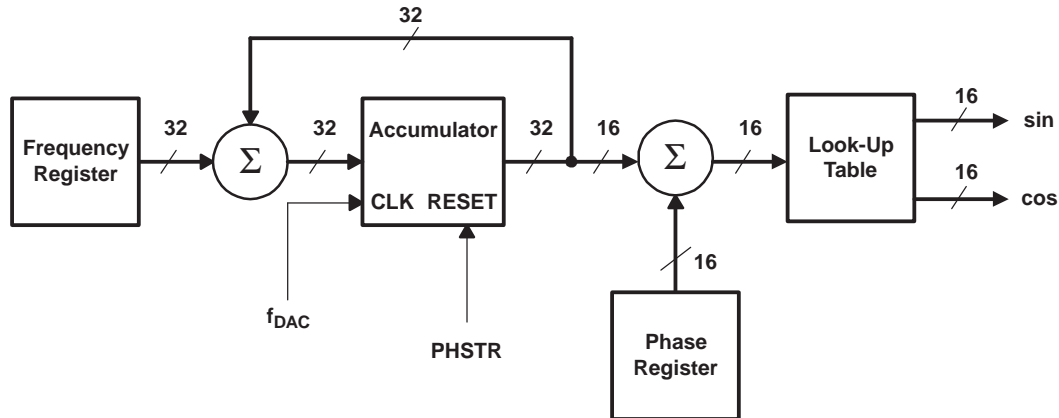 32
Frequency
Register
32
Σ
32
Accumulator
CLK RESET
32
16
Σ
16
Look-Up
Table
16
sin
16
cos
16
f_DAC
PHSTR
Phase
Register